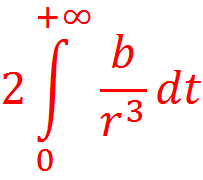 2 ∫₀⁺∞ b/r³ dt